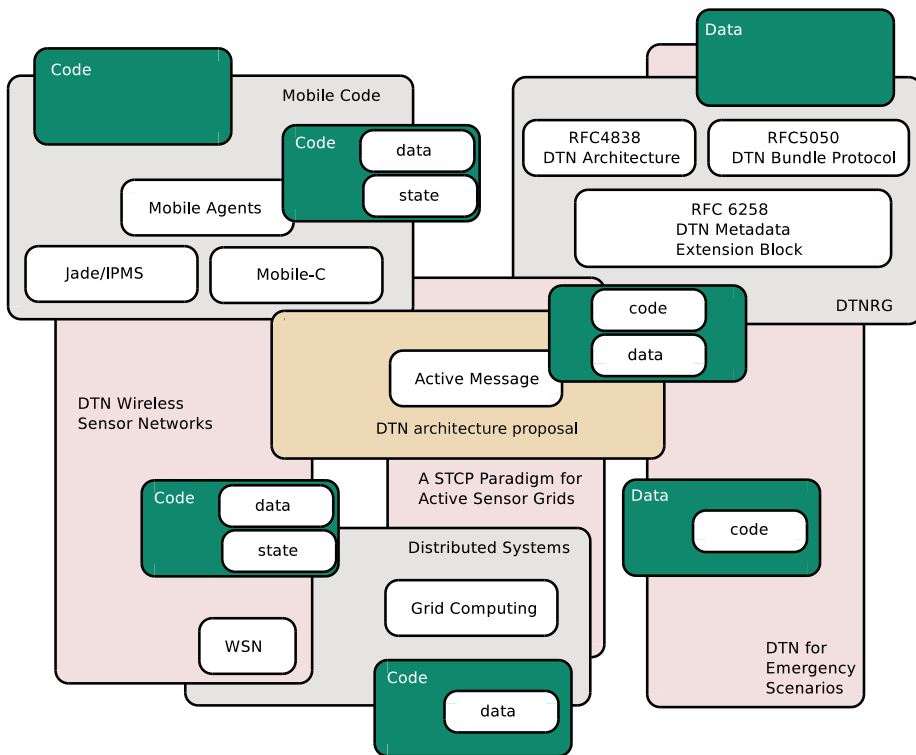 Code
Data
Mobile Code
Code
data
state
RFC4838
DTN Architecture
RFC5050
DTN Bundle Protocol
Mobile Agents
RFC 6258
DTN Metadata
Extension Block
Jade/IPMS
Mobile-C
DTNRG
code
data
Active Message
DTN Wireless
Sensor Networks
DTN architecture proposal
A STCP Paradigm for
Active Sensor Grids
Code
data
state
Data
code
Distributed Systems
Grid Computing
WSN
DTN for
Emergency
Scenarios
Code
data